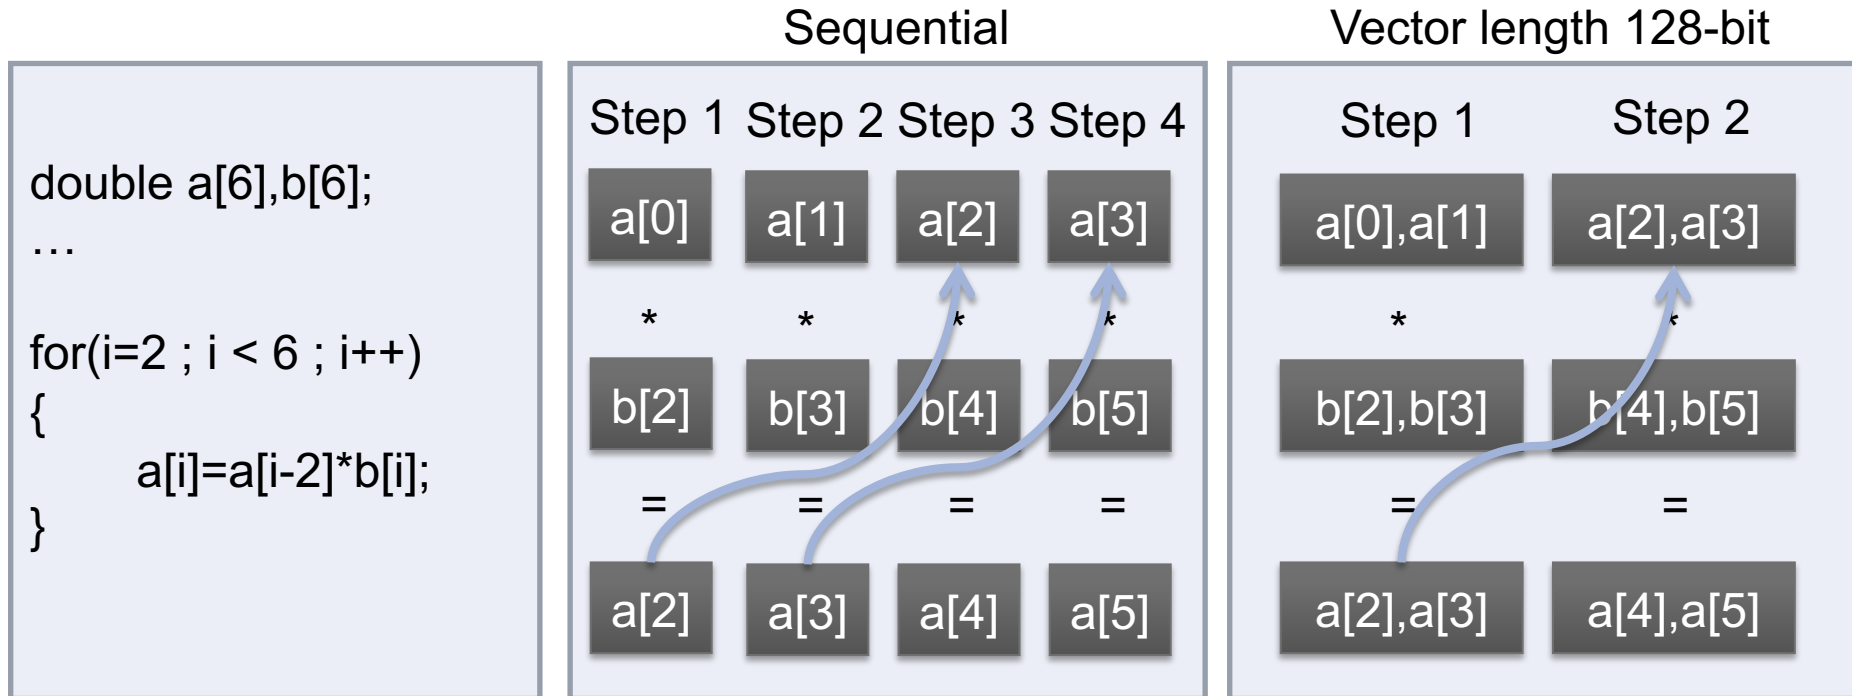 Sequential
Vector length 128-bit
double a[6],b[6];
…
for(i=2 ; i < 6 ; i++)
{
a[i]=a[i-2]*b[i];
}
Step 1 Step 2 Step 3 Step 4
a[0] a[1] a[2] a[3]
* * * *
b[2] b[3] b[4] b[5]
= = = =
a[2] a[3] a[4] a[5]
Step 1 Step 2
a[0],a[1] a[2],a[3]
* *
b[2],b[3] b[4],b[5]
= =
a[2],a[3] a[4],a[5]